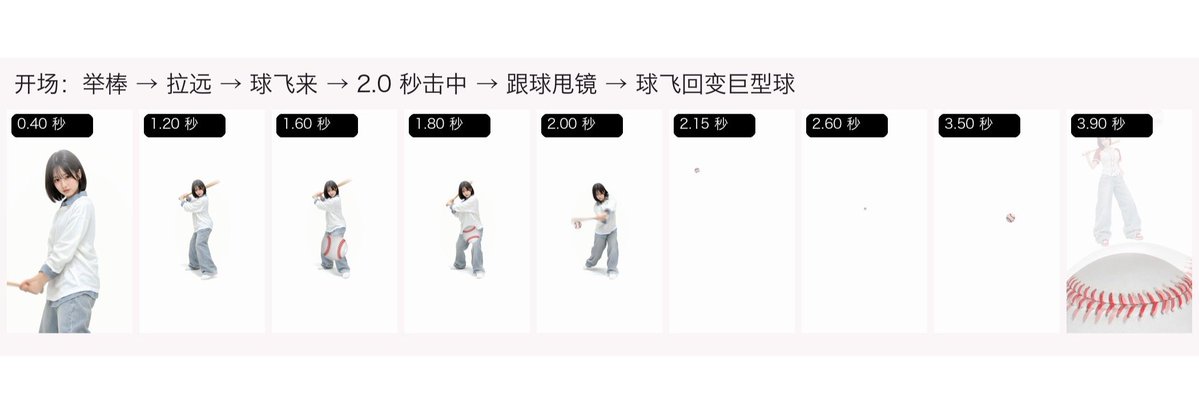 开场：举棒 → 拉远 → 球飞来 → 2.0 秒击中 → 跟球甩镜 → 球飞回变巨型球
0.40 秒
1.20 秒
1.60 秒
1.80 秒
2.00 秒
2.15 秒
2.60 秒
3.50 秒
3.90 秒